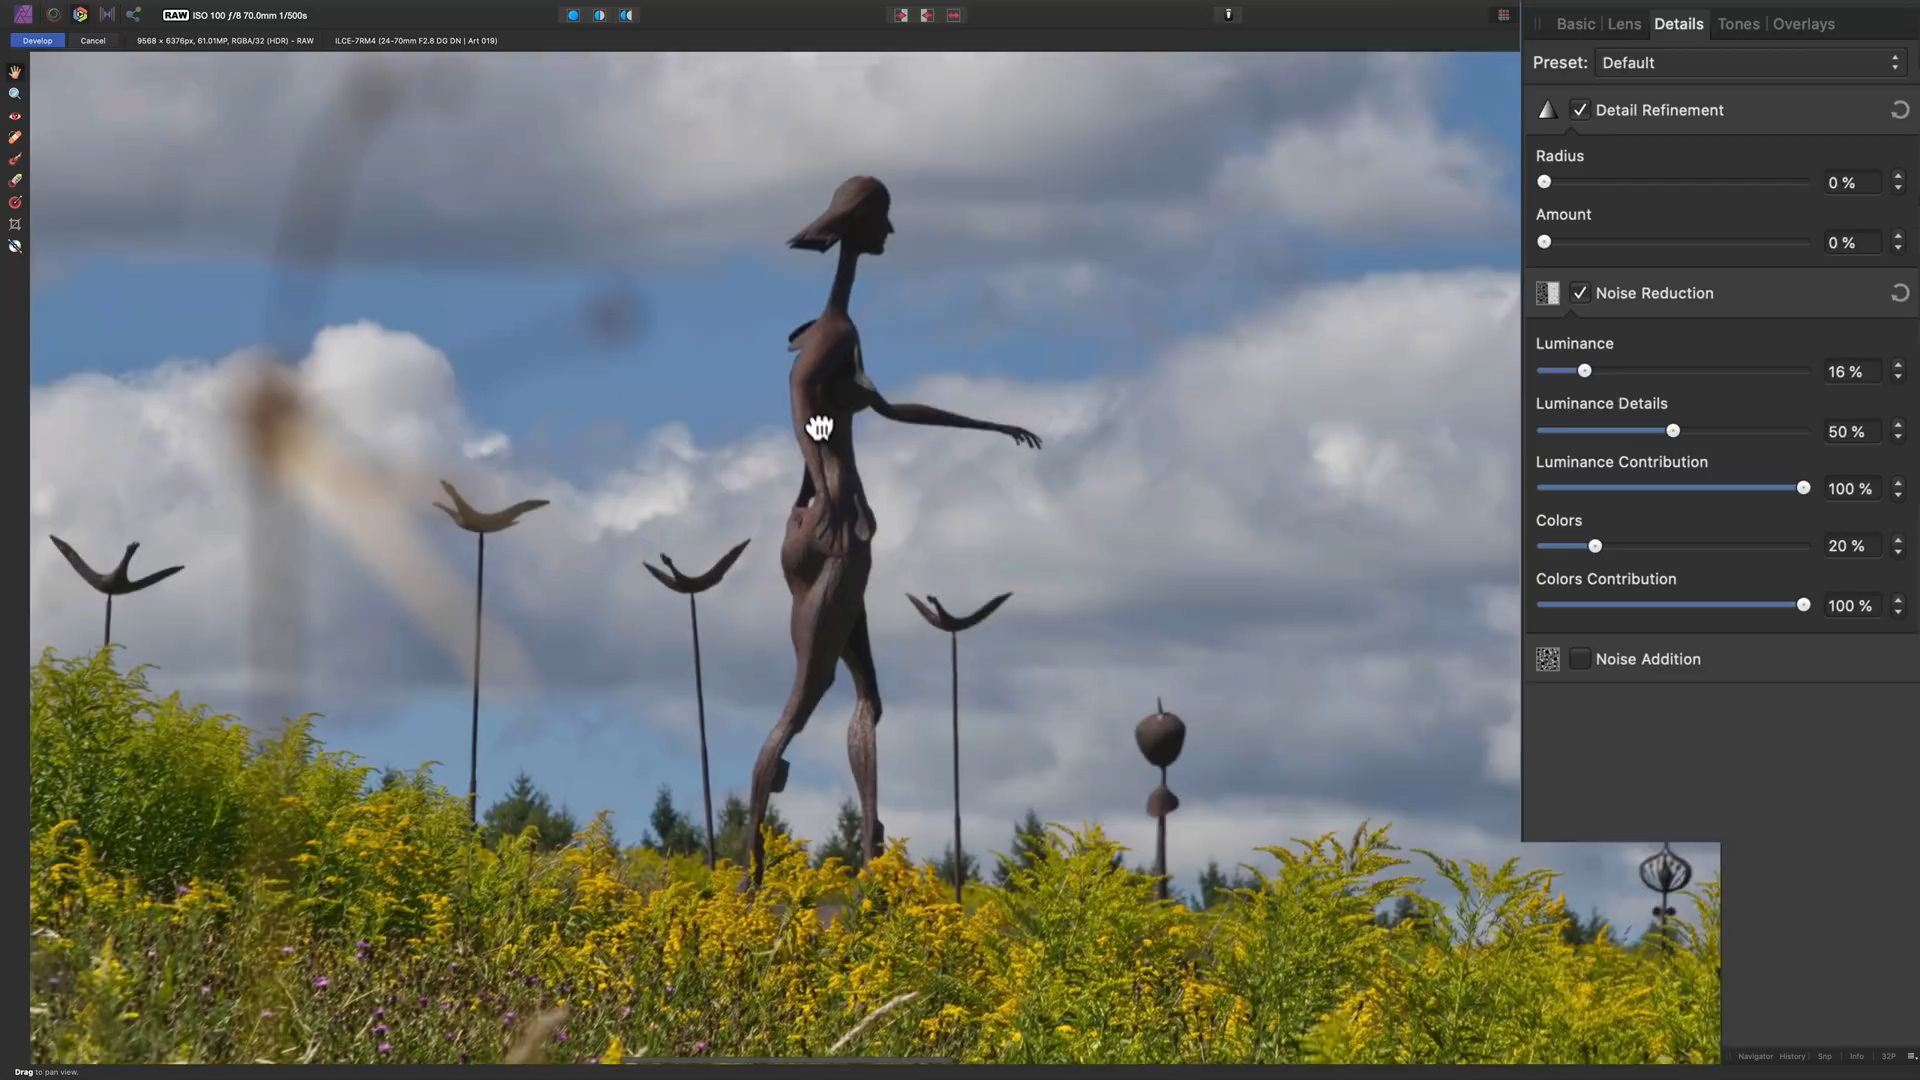 RAW ISO 100 ƒ/8 70.0mm 1/500s
Develop Cancel 9568 × 6376px, 61.01MP, RGBA/32 (HDR) - RAW ILCE-7RM4 (24-70mm F2.8 DG DN | Art 019)
Basic Lens Details Tones Overlays
Preset: Default
Detail Refinement
Radius
0 %
Amount
0 %
Noise Reduction
Luminance
16 %
Luminance Details
50 %
Luminance Contribution
100 %
Colors
20 %
Colors Contribution
100 %
Noise Addition
Navigator History Snp Info 32P
Drag to pan view.